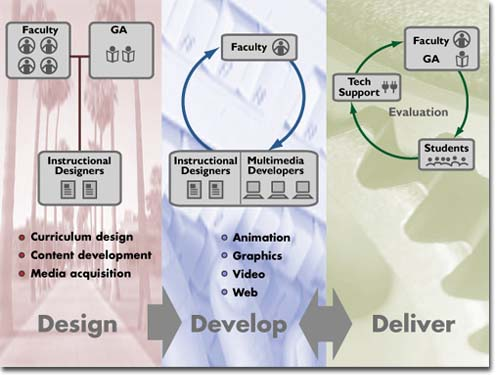 Faculty
GA
Instructional
Designers
Curriculum design
Content development
Media acquisition
Design
Faculty
Instructional
Designers
Multimedia
Developers
Animation
Graphics
Video
Web
Develop
Faculty
GA
Tech
Support
Evaluation
Students
Deliver